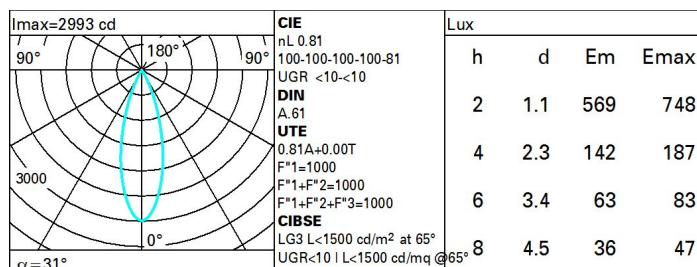 Imax=2993 cd
90° 180° 90°
3000
0°
α=31°
CIE
nL 0.81
100-100-100-100-81
UGR <10-<10
DIN
A.61
UTE
0.81A+0.00T
F"1=1000
F"1+F"2=1000
F"1+F"2+F"3=1000
CIBSE
LG3 L<1500 cd/m² at 65°
UGR<10 | L<1500 cd/mq @65°
Lux
h d Em Emax
2 1.1 569 748
4 2.3 142 187
6 3.4 63 83
8 4.5 36 47